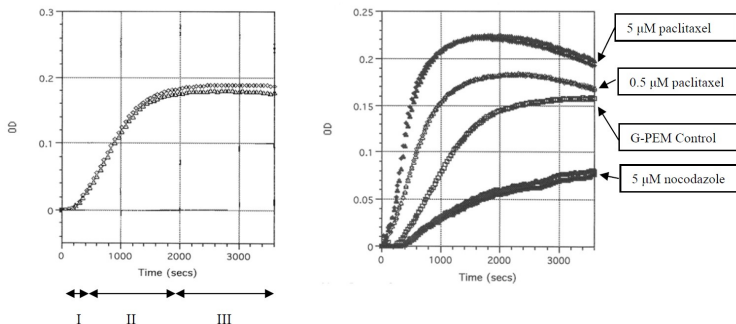 0.3
0.2
0.1
0
OD
0
1000
2000
3000
Time (secs)
I
II
III
0.25
0.2
0.15
0.1
0.05
0
OD
0
1000
2000
3000
Time (secs)
5 μM paclitaxel
0.5 μM paclitaxel
G-PEM Control
5 μM nocodazole